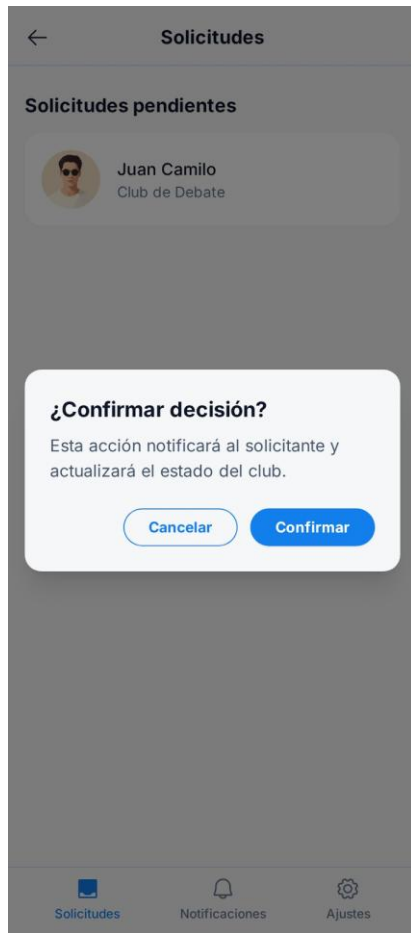 Solicitudes
Solicitudes pendientes
Juan Camilo
Club de Debate
¿Confirmar decisión?
Esta acción notificará al solicitante y
actualizará el estado del club.
Cancelar
Confirmar
Solicitudes
Notificaciones
Ajustes